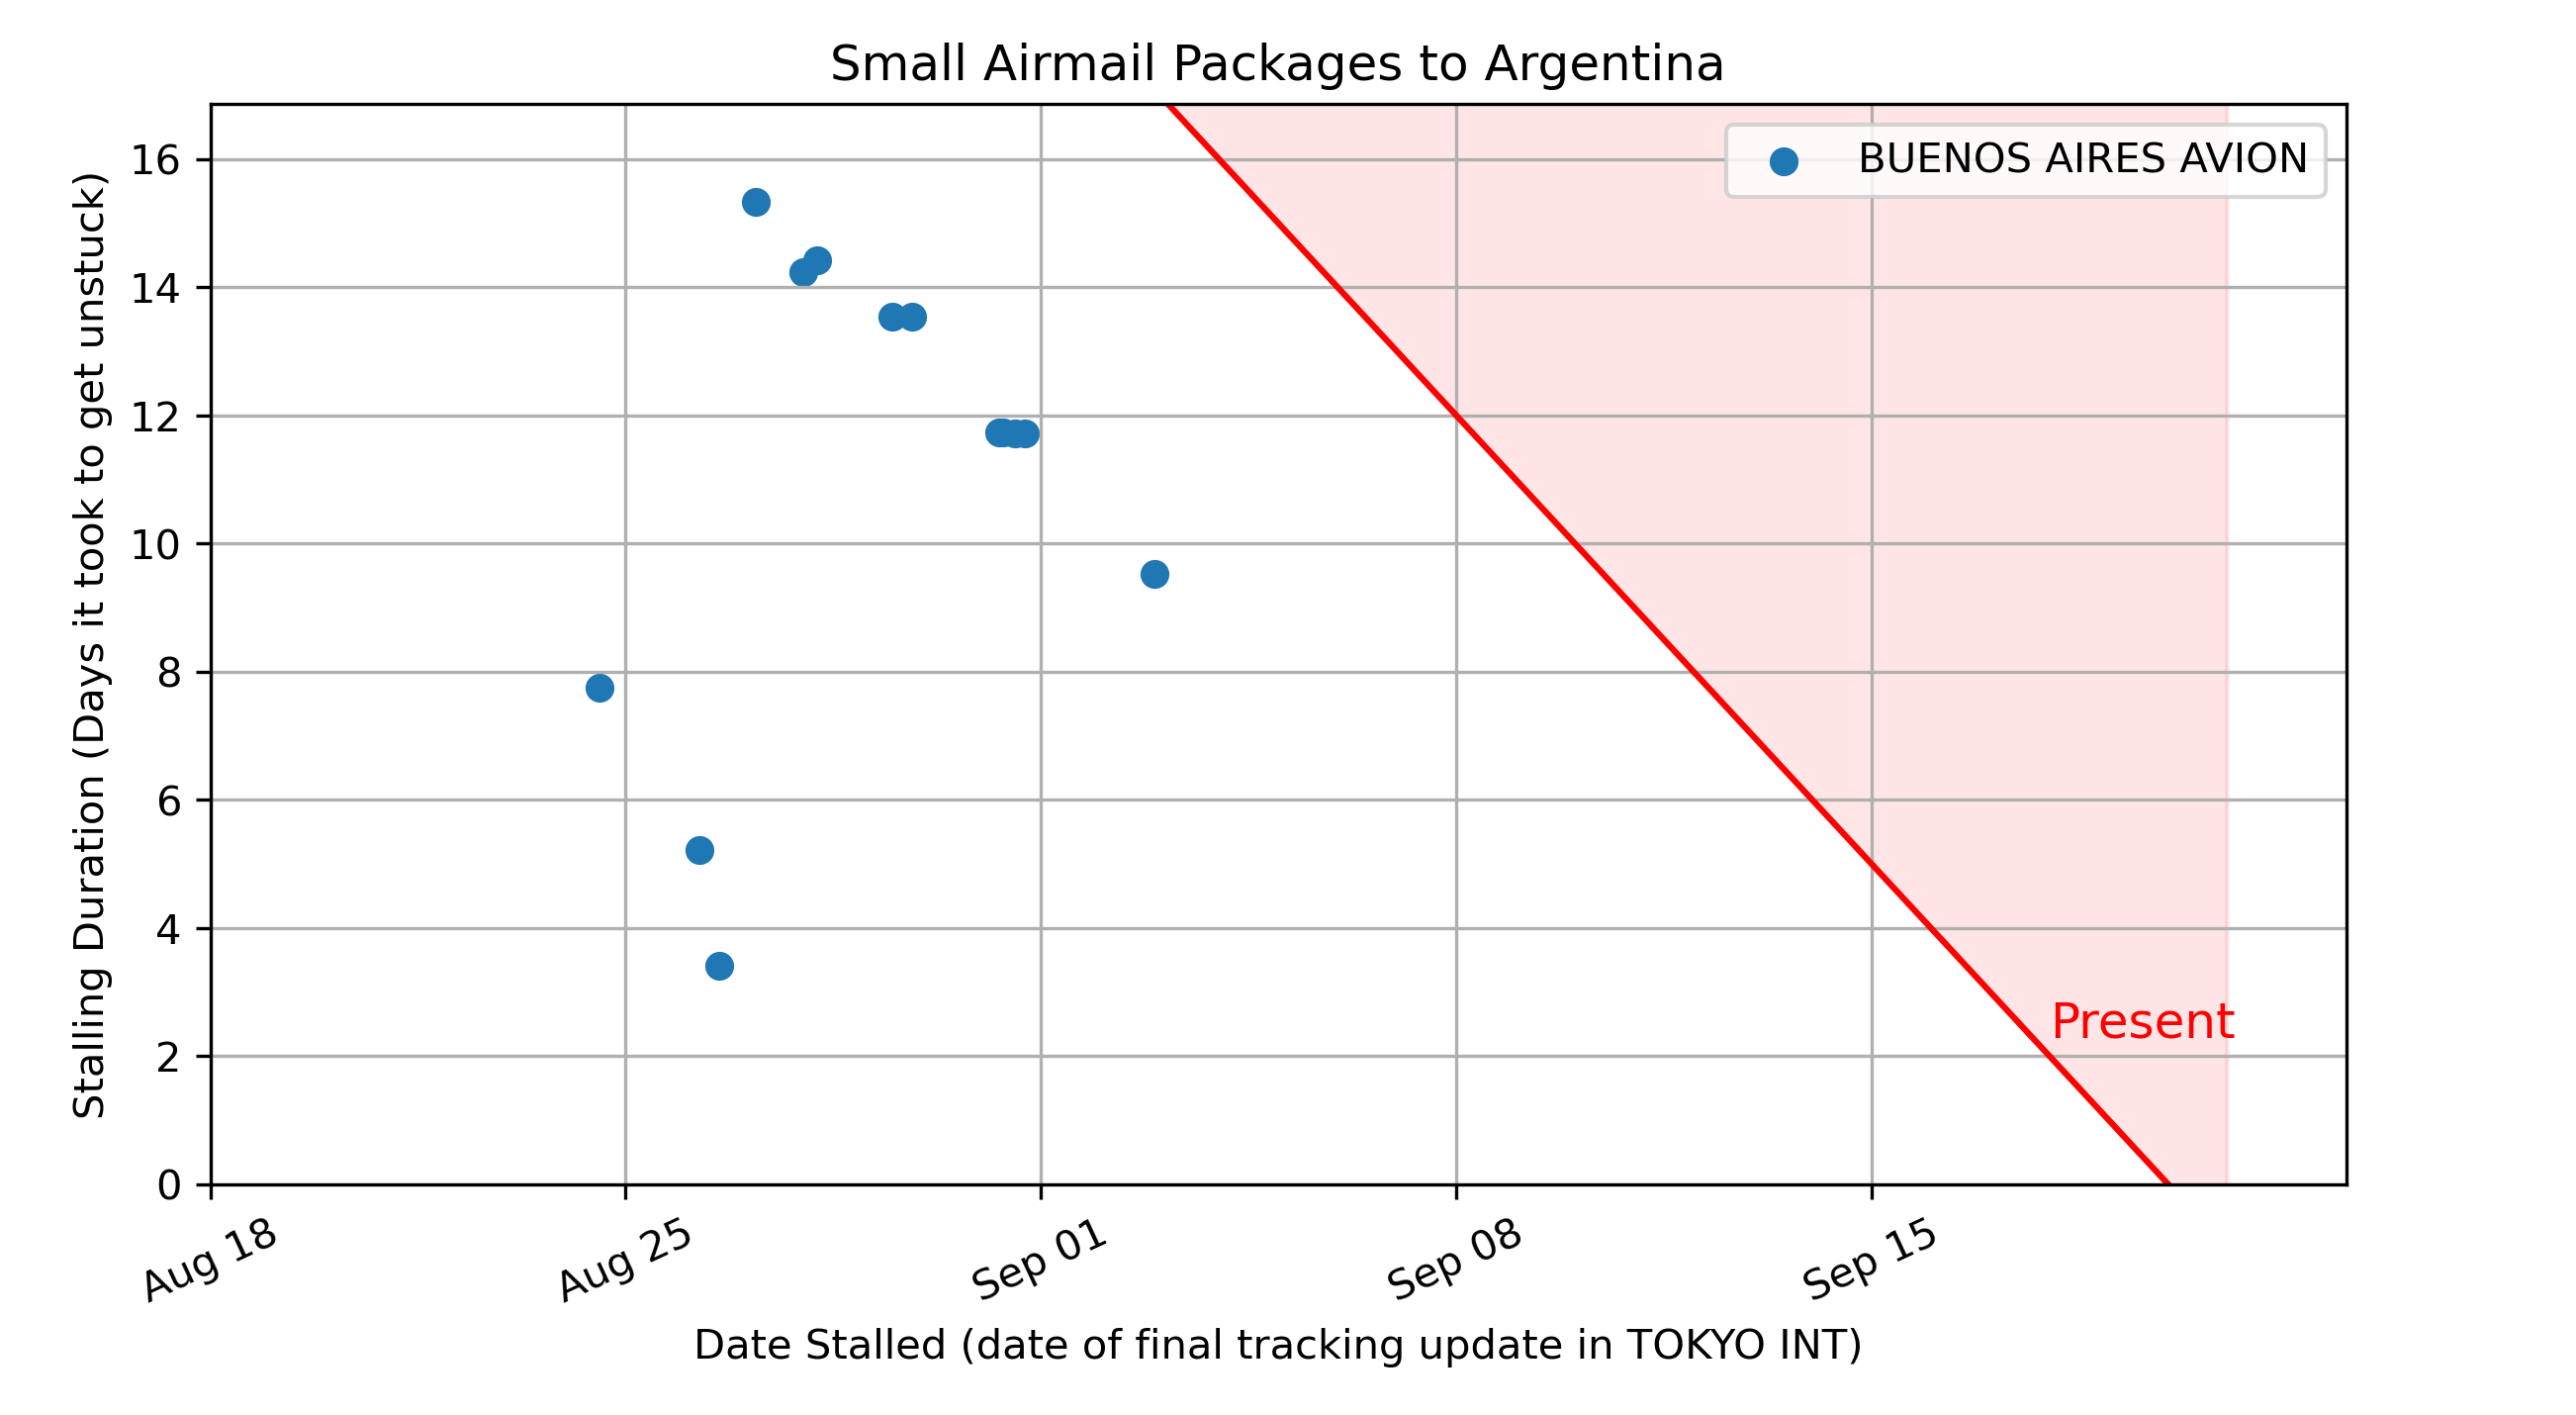 Small Airmail Packages to Argentina
BUENOS AIRES AVION
Stalling Duration (Days it took to get unstuck)
16
14
12
10
8
6
4
2
0
Present
Aug 18
Aug 25
Sep 01
Sep 08
Sep 15
Date Stalled (date of final tracking update in TOKYO INT)